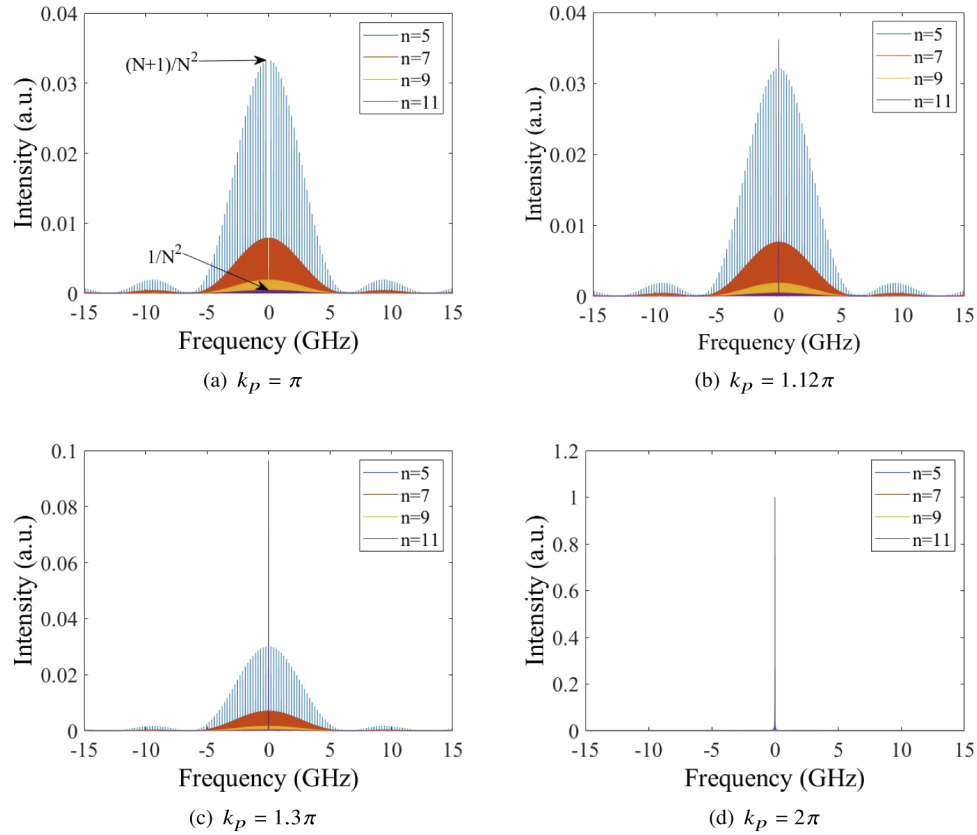 0.04
0.03
0.02
0.01
0
Intensity (a.u.)
(N+1)/N²
1/N²
n=5
n=7
n=9
n=11
-15 -10 -5 0 5 10 15
Frequency (GHz)
(a) k_p = π
0.04
0.03
0.02
0.01
0
Intensity (a.u.)
n=5
n=7
n=9
n=11
-15 -10 -5 0 5 10 15
Frequency (GHz)
(b) k_p = 1.12π
0.1
0.08
0.06
0.04
0.02
0
Intensity (a.u.)
n=5
n=7
n=9
n=11
-15 -10 -5 0 5 10 15
Frequency (GHz)
(c) k_p = 1.3π
1.2
1
0.8
0.6
0.4
0.2
0
Intensity (a.u.)
n=5
n=7
n=9
n=11
-15 -10 -5 0 5 10 15
Frequency (GHz)
(d) k_p = 2π